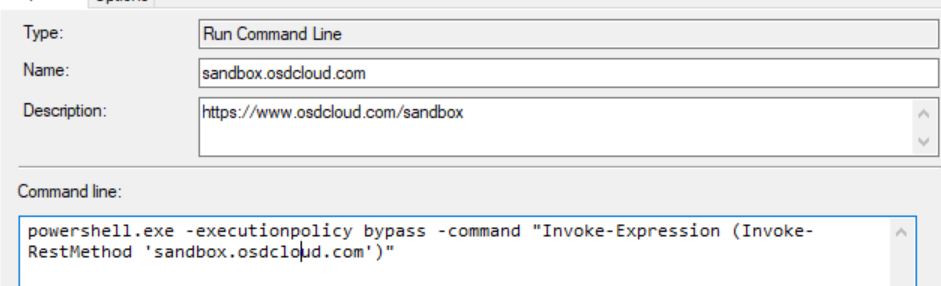 Options
Type: Run Command Line
Name: sandbox.osdcloud.com
Description: https://www.osdcloud.com/sandbox
Command line:
powershell.exe -executionpolicy bypass -command "Invoke-Expression (Invoke-
RestMethod 'sandbox.osdcloud.com')"